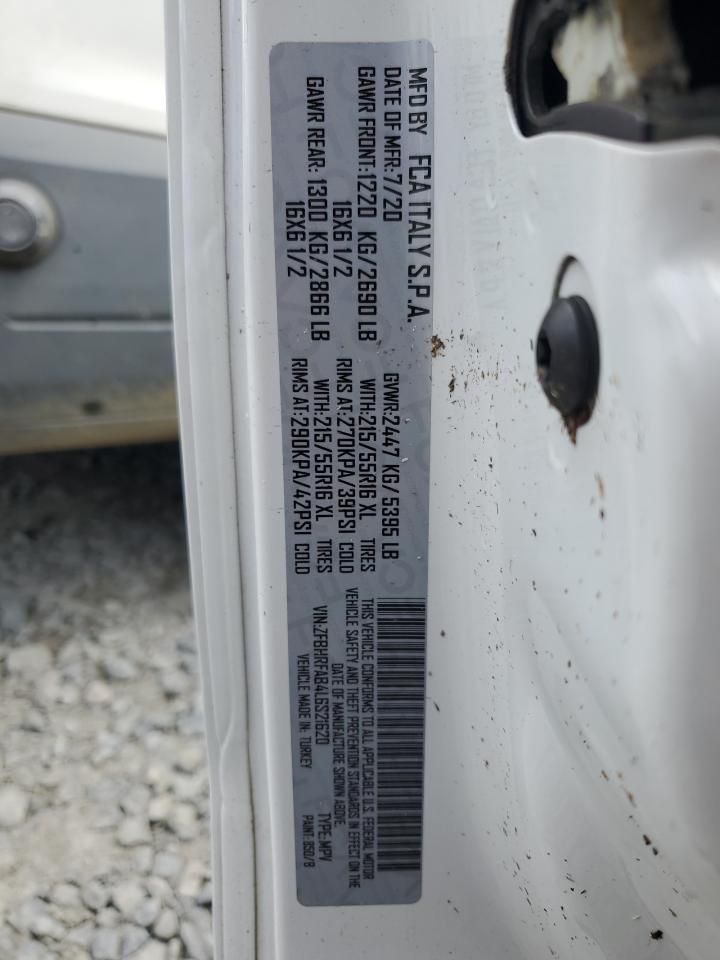 MFD BY FCA ITALY S.P.A.
DATE OF MFR:7/20 GVWR:2447 KG/5395 LB
GAWR FRONT:1220 KG/2690 LB WITH:215/55R16 XL TIRES
16X6 1/2 RIMS AT:270KPA/39PSI COLD
GAWR REAR: 1300 KG/2866 LB WITH:215/55R16 XL TIRES
16X6 1/2 RIMS AT:290KPA/42PSI COLD
THIS VEHICLE CONFORMS TO ALL APPLICABLE U.S. FEDERAL MOTOR
VEHICLE SAFETY AND THEFT PREVENTION STANDARDS IN EFFECT ON THE
DATE OF MANUFACTURE SHOWN ABOVE.
VIN:ZFBHRFAB4L6S21620 TYPE:MPV
VEHICLE MADE IN: TURKEY PAINT:850/B